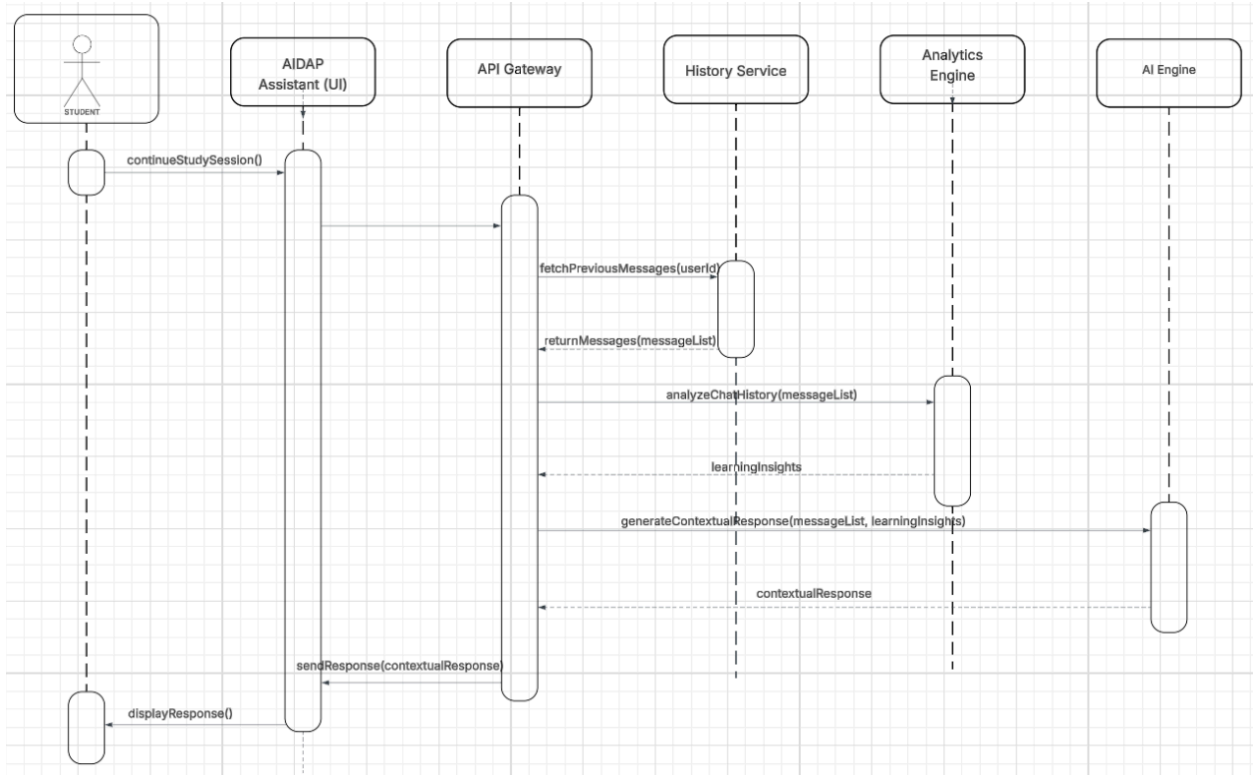 STUDENT
AIDAP
Assistant (UI)
API Gateway
History Service
Analytics
Engine
AI Engine
continueStudySession()
fetchPreviousMessages(userId)
returnMessages(messageList)
analyzeChatHistory(messageList)
learningInsights
generateContextualResponse(messageList, learningInsights)
contextualResponse
sendResponse(contextualResponse)
displayResponse()